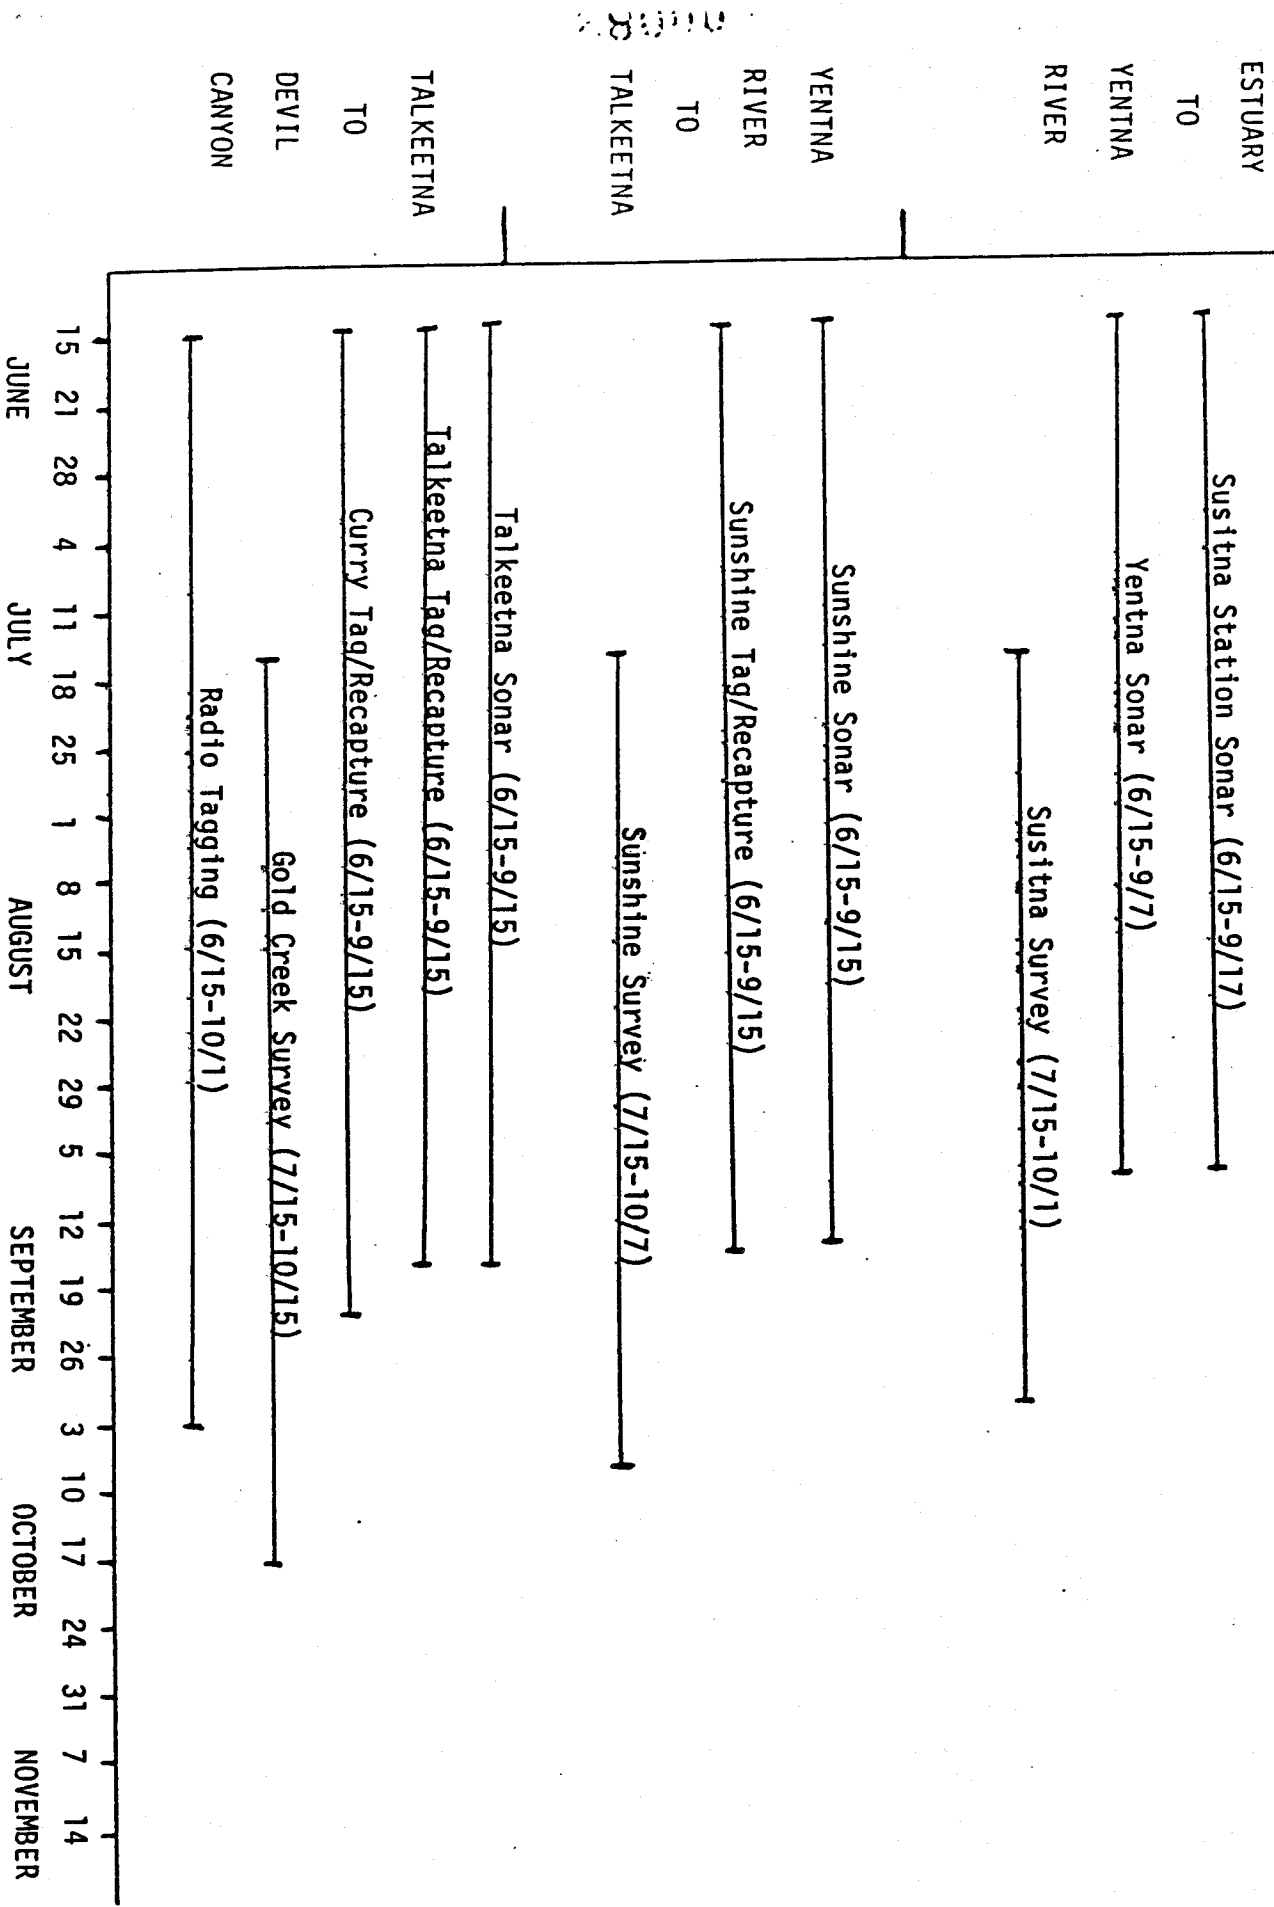 ESTUARY
TO
YENTNA
RIVER
Susitna Station Sonar (6/15-9/17)
Yentna Sonar (6/15-9/7)
Susitna Survey (7/15-10/1)
YENTNA
RIVER
TO
TALKEETNA
Sunshine Sonar (6/15-9/15)
Sunshine Tag/Recapture (6/15-9/15)
Sunshine Survey (7/15-10/7)
TALKEETNA
TO
DEVIL
CANYON
Talkeetna Sonar (6/15-9/15)
Talkeetna Tag/Recapture (6/15-9/15)
Curry Tag/Recapture (6/15-9/15)
Gold Creek Survey (7/15-10/15)
Radio Tagging (6/15-10/1)
15 21 28 4 11 18 25 1 8 15 22 29 5 12 19 26 3 10 17 24 31 7 14
JUNE JULY AUGUST SEPTEMBER OCTOBER NOVEMBER